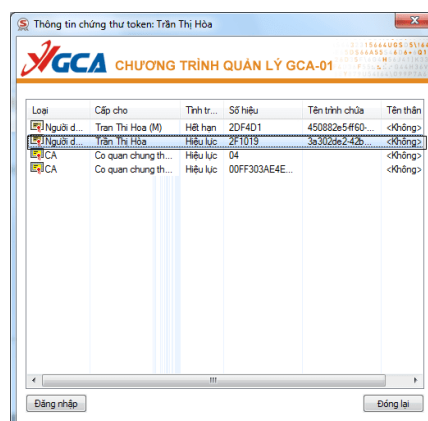 Thông tin chứng thư token: Trần Thị Hòa
GCA CHƯƠNG TRÌNH QUẢN LÝ GCA-01
Loại Cấp cho Tình tr... Số hiệu Tên trình chứa Tên thân
Người d... Tran Thi Hoa (M) Hết hạn 2DF4D1 450882e5-ff60-... <Không>
Người d... Trần Thị Hòa Hiệu lực 2F1019 3a302de2-42b... <Không>
CA Co quan chung th... Hiệu lực 04 <Không>
CA Co quan chung th... Hiệu lực 00FF303AE4E... <Không>
Đăng nhập Đóng lại